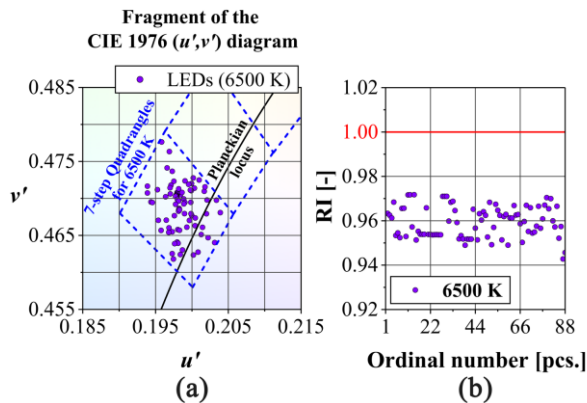 Fragment of the
CIE 1976 (u',v') diagram
0.485
0.475
0.465
0.455
v'
LEDs (6500 K)
7-step Quadrangles
for 6500 K
Planckian
locus
0.185 0.195 0.205 0.215
u'
(a)
1.02
1.00
0.98
0.96
0.94
0.92
RI [-]
6500 K
1 22 44 66 88
Ordinal number [pcs.]
(b)